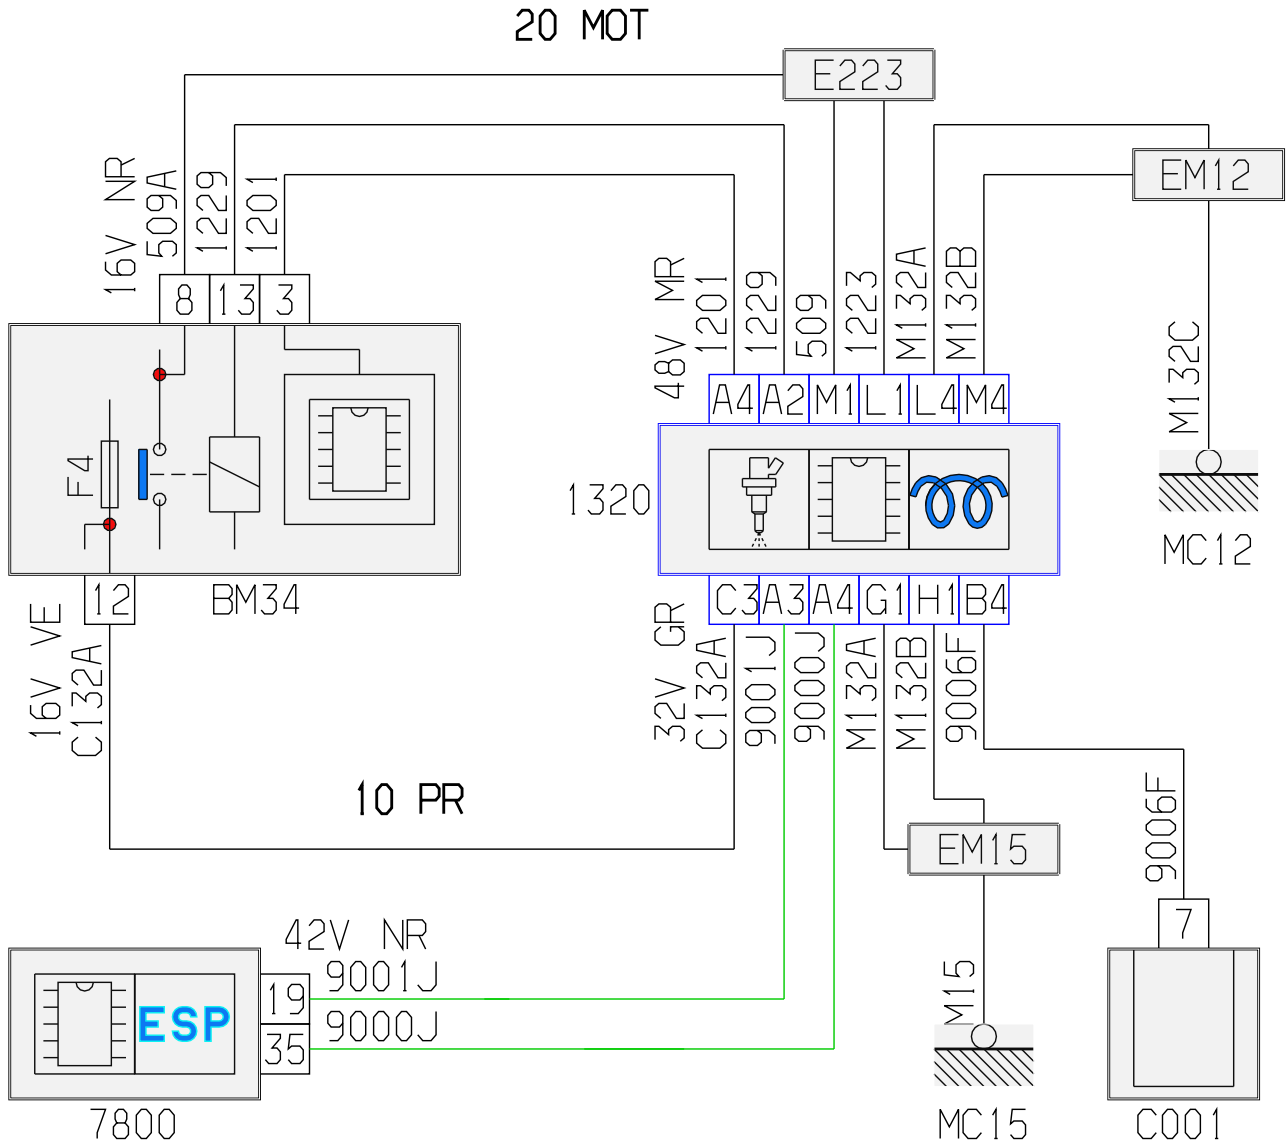 20 MOT
E223
16V NR
509A
1229
1201
EM12
8
13
3
48V MR
1201
1229
509
1223
M132A
M132B
M132C
A4
A2
M1
L1
L4
M4
F4
1320
MC12
12
BM34
C3
A3
A4
G1
H1
B4
16V VE
C132A
32V GR
C132A
9001J
9000J
M132A
M132B
9006F
10 PR
9006F
EM15
42V NR
9001J
19
9000J
35
ESP
7
M15
7800
MC15
C001